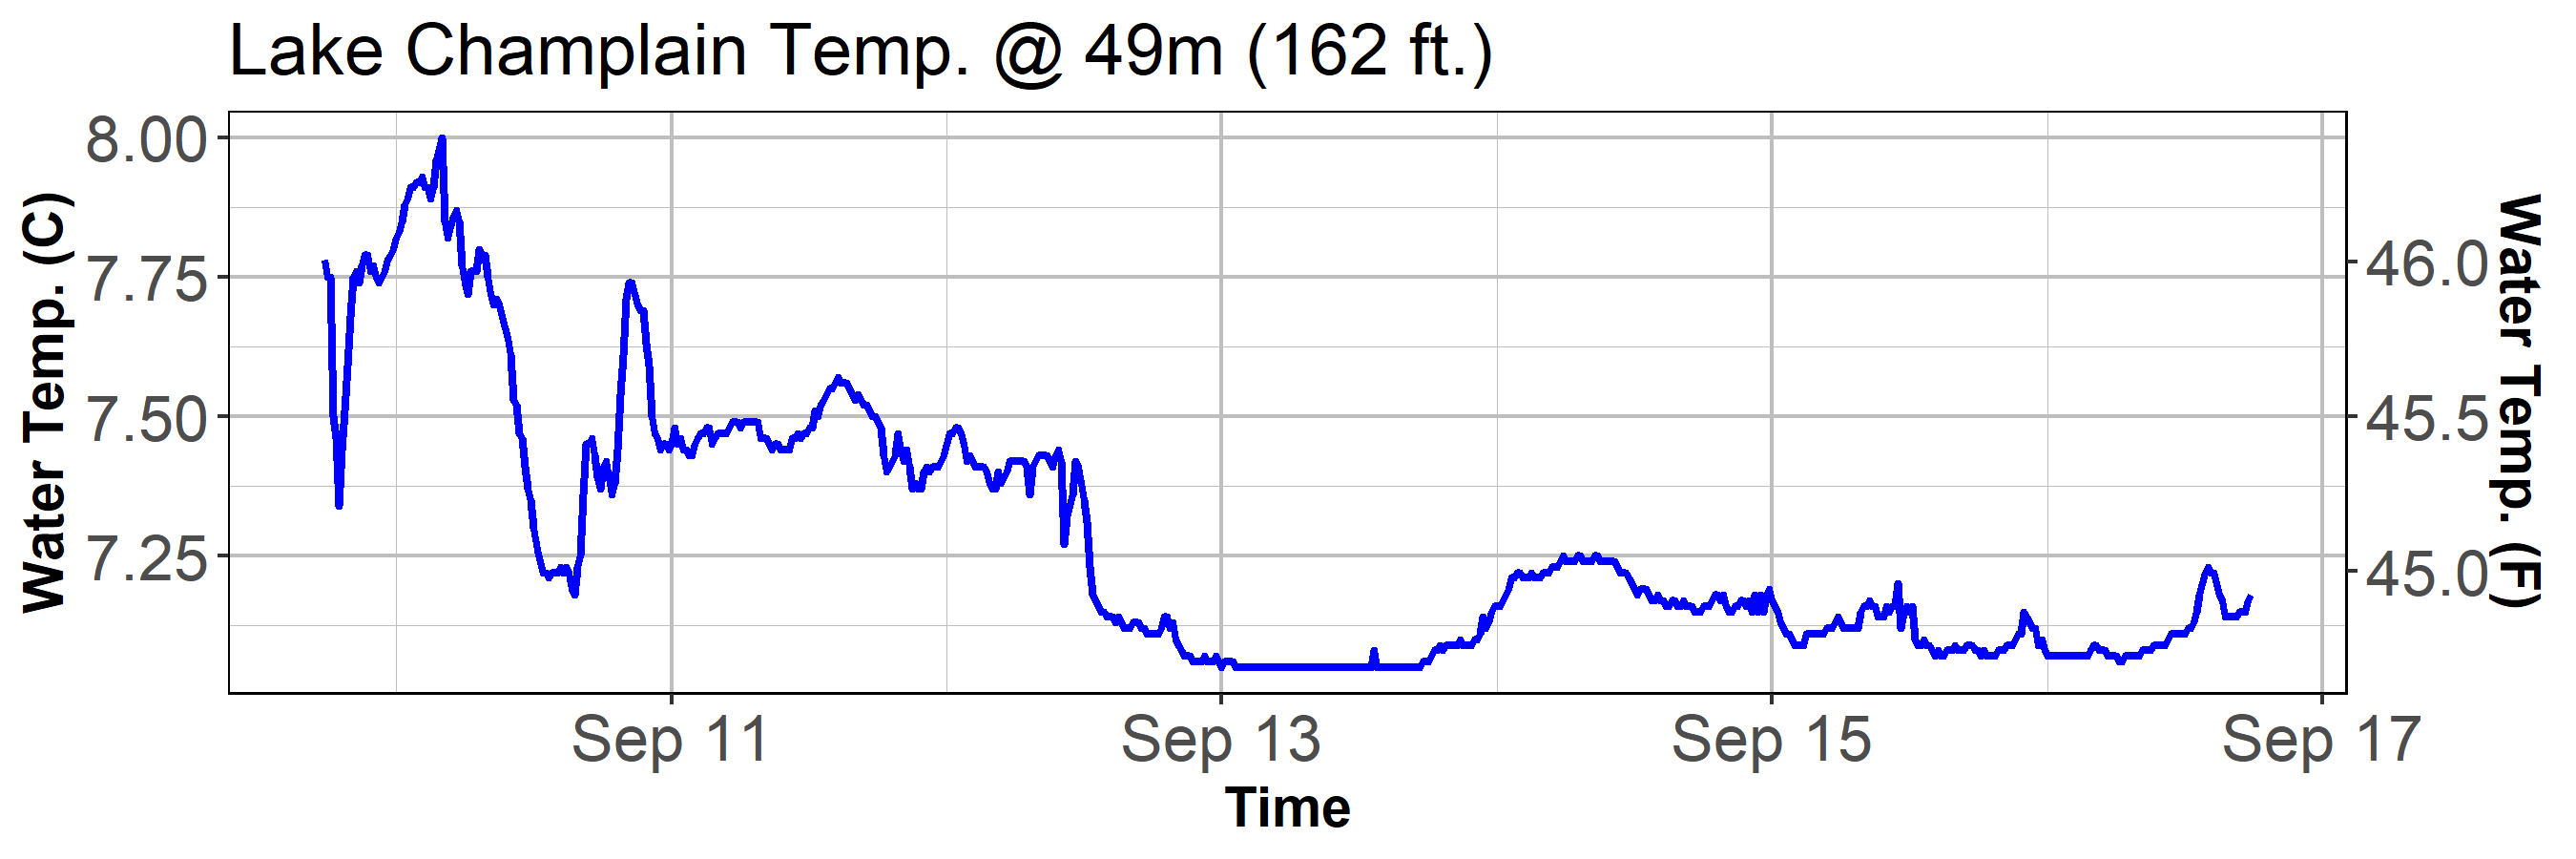 Lake Champlain Temp. @ 49m (162 ft.)
8.00
7.75
7.50
7.25
Water Temp. (C)
46.0
45.5
45.0
Water Temp. (F)
Sep 11
Sep 13
Sep 15
Sep 17
Time